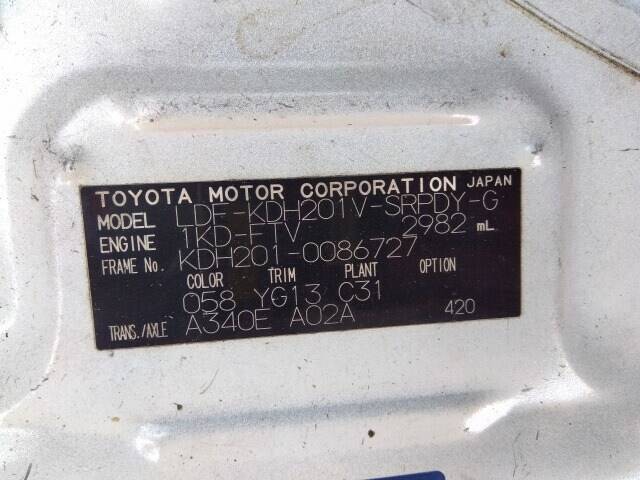 TOYOTA MOTOR CORPORATION JAPAN
MODEL LDF-KDH201V-SRPDY-G
ENGINE 1KD-FTV 2982 mL
FRAME No. KDH201-0086727
COLOR TRIM PLANT OPTION
058 YG13 C31
TRANS./AXLE A340E A02A 420